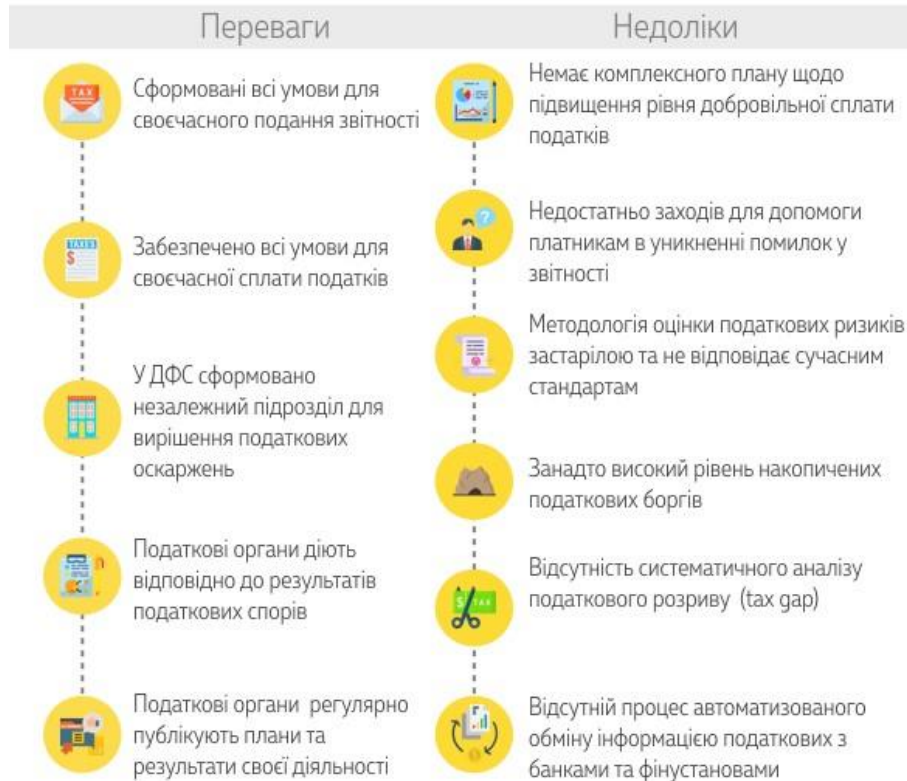 Переваги
Сформовані всі умови для
своєчасного подання звітності
Забезпечено всі умови для
своєчасної сплати податків
У ДФС сформовано
незалежний підрозділ для
вирішення податкових
оскаржень
Податкові органи діють
відповідно до результатів
податкових спорів
Податкові органи регулярно
публікують плани та
результати своєї діяльності
Недоліки
Немає комплексного плану щодо
підвищення рівня добровільної сплати
податків
Недостатньо заходів для допомоги
платникам в уникненні помилок у
звітності
Методологія оцінки податкових ризиків
застарілою та не відповідає сучасним
стандартам
Занадто високий рівень накопичених
податкових боргів
Відсутність систематичного аналізу
податкового розриву (tax gap)
Відсутній процес автоматизованого
обміну інформацією податкових з
банками та фінустановами
TAX
TAXES
$
?
$ TAX